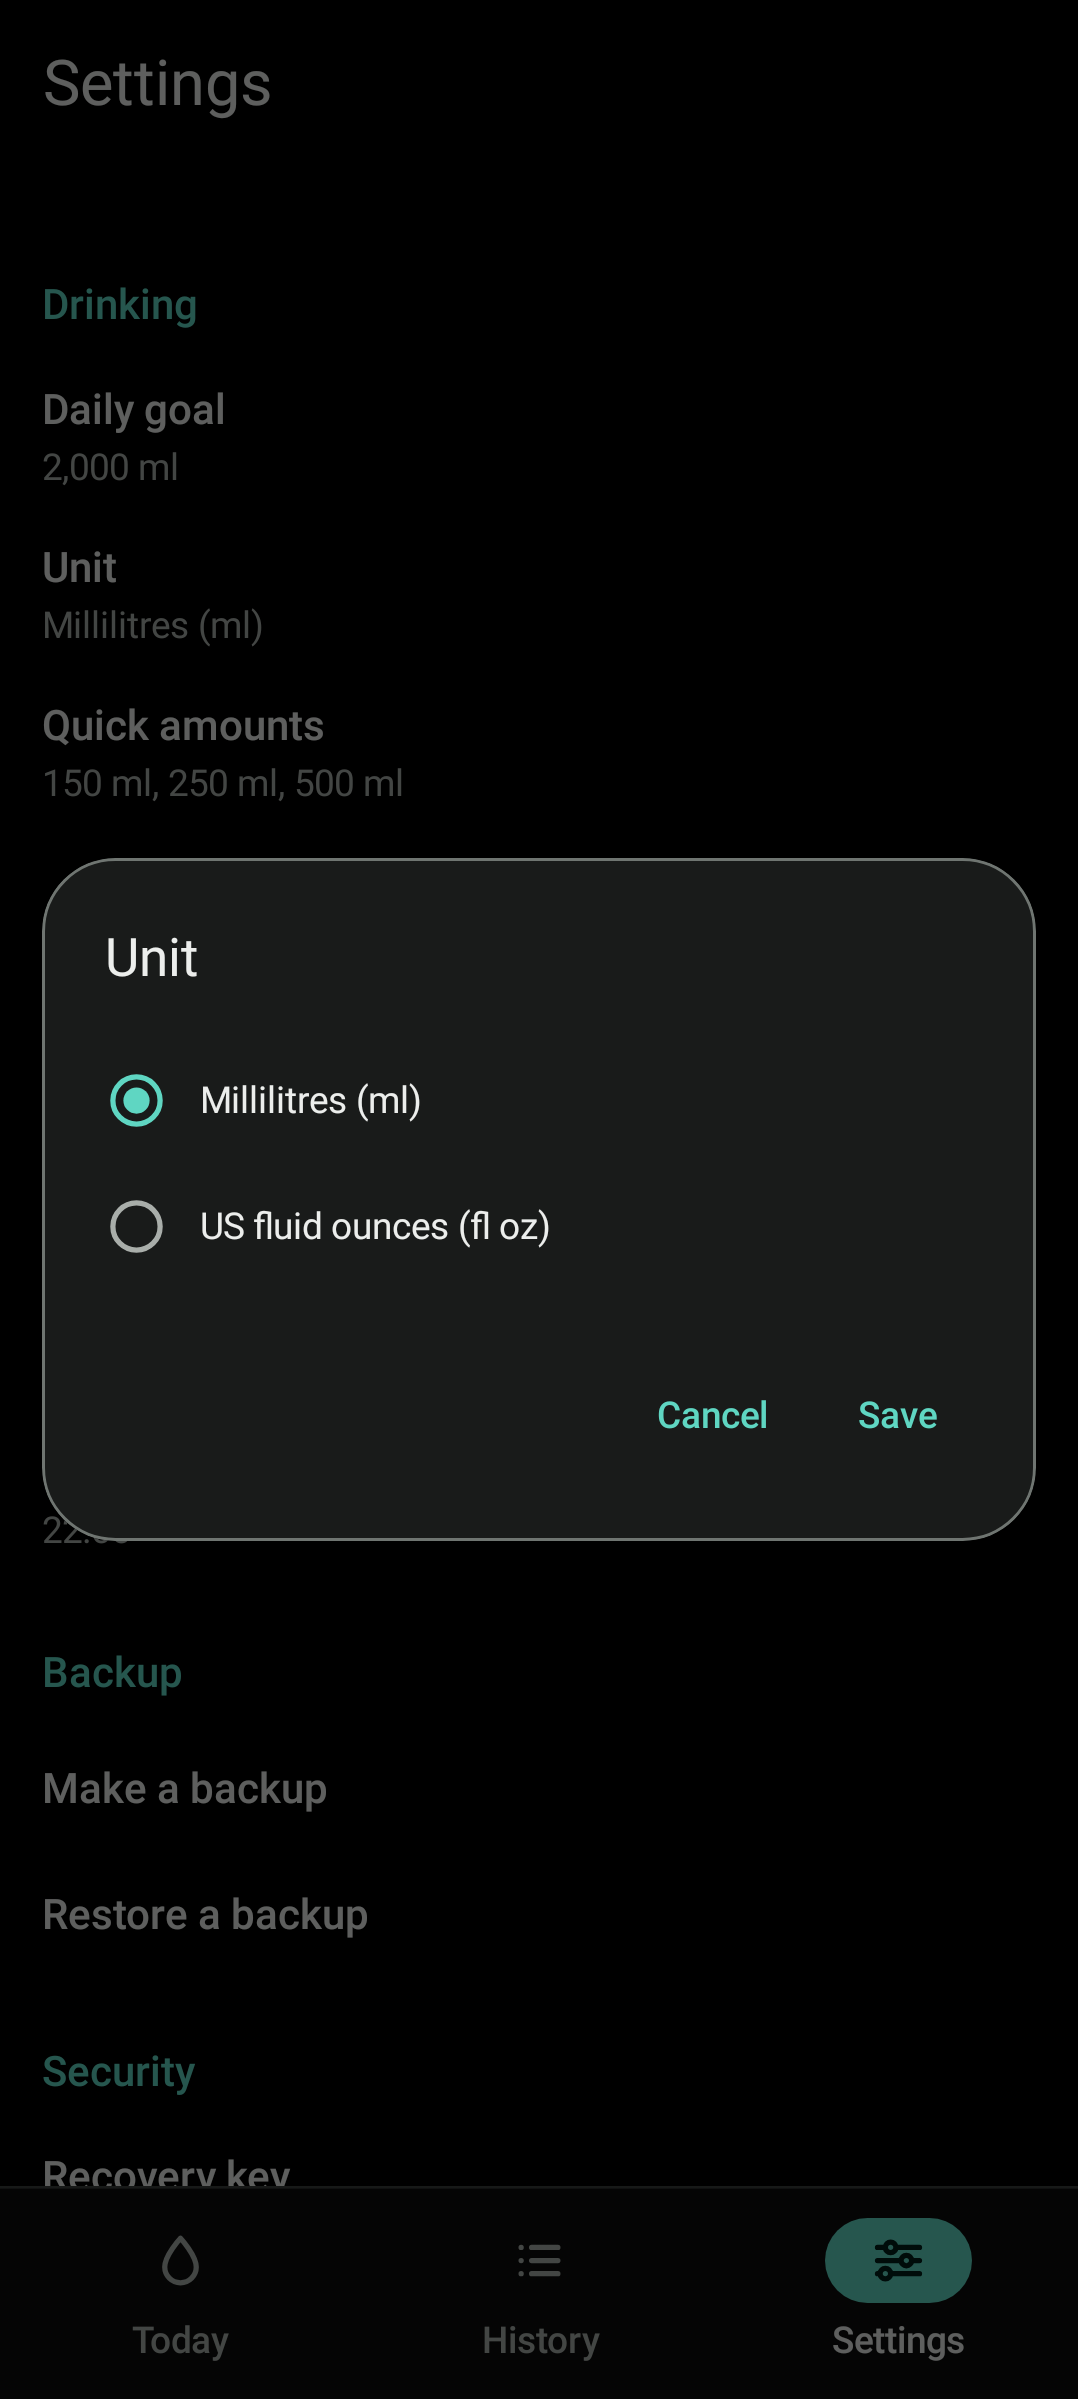 Settings
Drinking
Daily goal
2,000 ml
Unit
Millilitres (ml)
Quick amounts
150 ml, 250 ml, 500 ml
Unit
Millilitres (ml)
US fluid ounces (fl oz)
Cancel
Save
Backup
Make a backup
Restore a backup
Security
Recovery key
Today
History
Settings